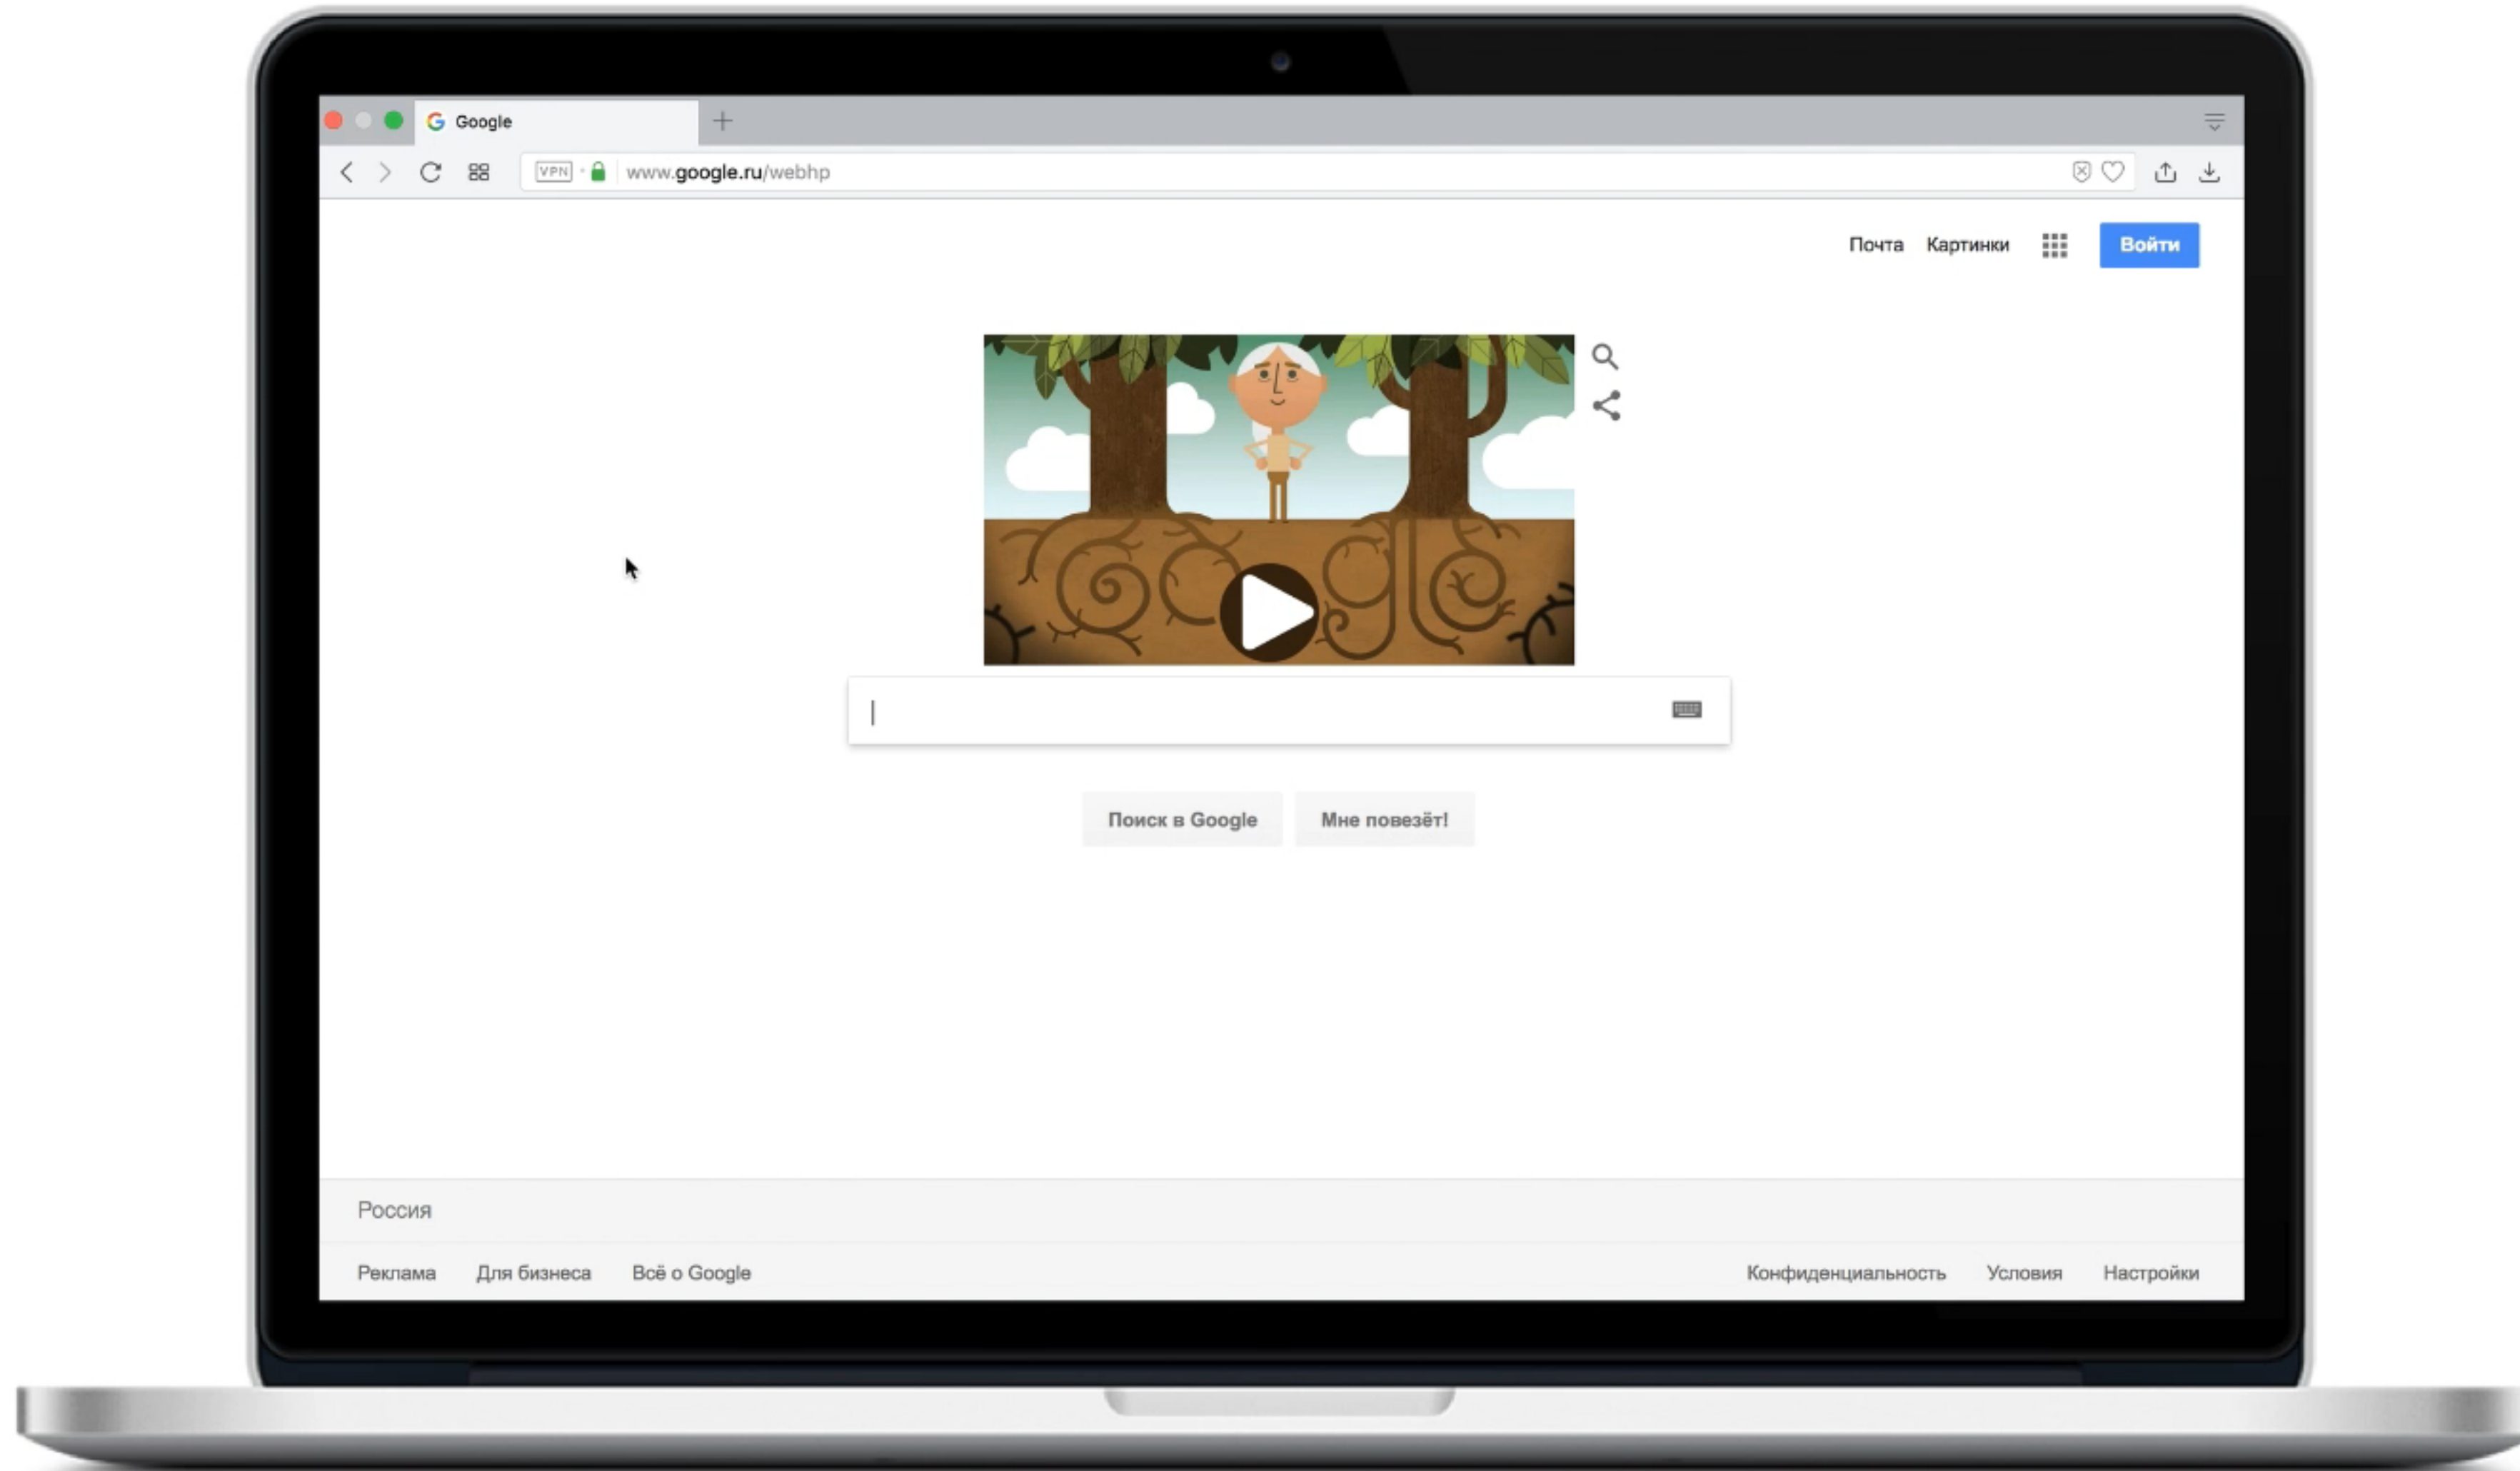 Google
VPN www.google.ru/webhp
Почта Картинки Войти
Google
Поиск в Google Мне повезёт!
Россия
Реклама Для бизнеса Всё о Google Конфиденциальность Условия Настройки